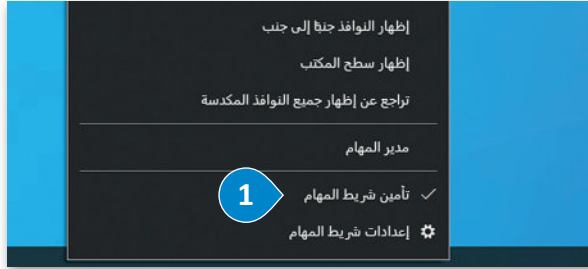 إظهار النوافذ جنبًا إلى جنب
إظهار سطح المكتب
تراجع عن إظهار جميع النوافذ المكدسة
مدير المهام
تأمين شريط المهام
1
إعدادات شريط المهام